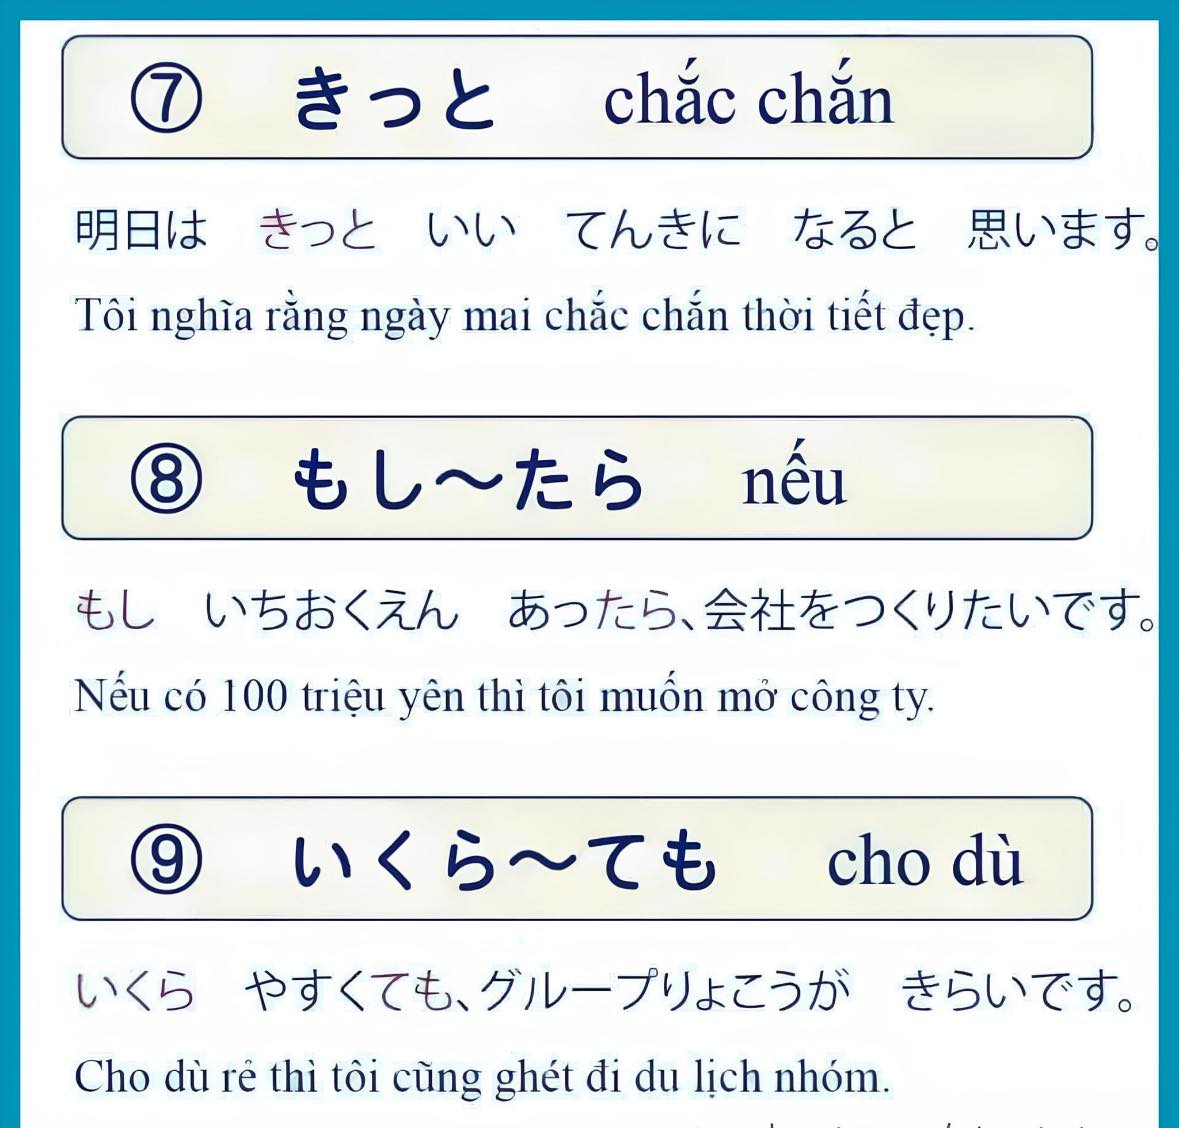 ⑦ きっと chắc chắn
明日は きっと いい てんきに なると 思います。
Tôi nghĩa rằng ngày mai chắc chắn thời tiết đẹp.
⑧ もし～たら nếu
もし いちおくえん あったら、会社をつくりたいです。
Nếu có 100 triệu yên thì tôi muốn mở công ty.
⑨ いくら～ても cho dù
いくら やすくても、グループりょこうが きらいです。
Cho dù rẻ thì tôi cũng ghét đi du lịch nhóm.